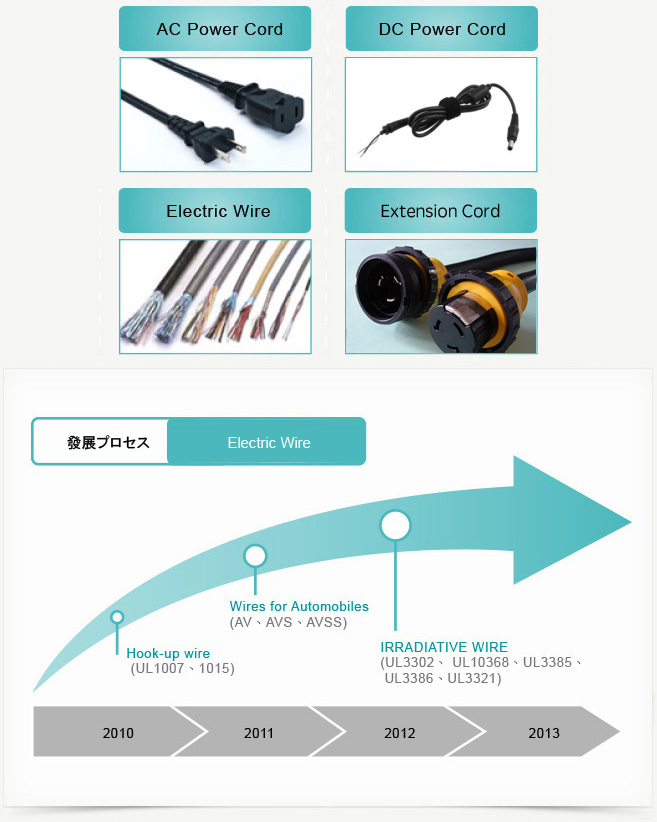 AC Power Cord
DC Power Cord
Electric Wire
Extension Cord
發展プロセス
Electric Wire
Wires for Automobiles
(AV、AVS、AVSS)
Hook-up wire
(UL1007、1015)
IRRADIATIVE WIRE
(UL3302、 UL10368、UL3385、
UL3386、UL3321)
2010
2011
2012
2013